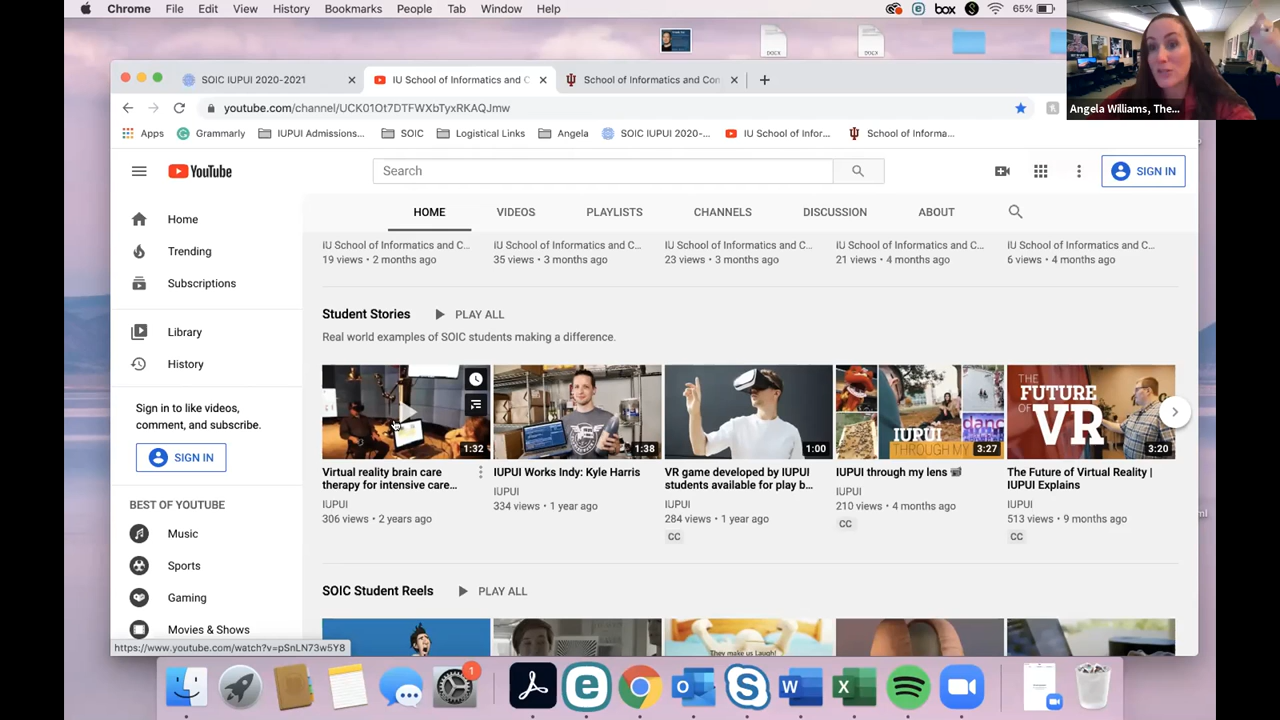 Chrome File Edit View History Bookmarks People Tab Window Help
box
65%
DOCX
DOCX
SOIC IUPUI 2020-2021
IU School of Informatics and C
School of Informatics and Con
youtube.com/channel/UCK01Ot7DTFWXbTyxRKAQJmw
Apps
Grammarly
IUPUI Admissions...
SOIC
Logistical Links
Angela
SOIC IUPUI 2020-...
IU School of Infor...
School of Informa...
Angela Williams, The...
YouTube
Search
SIGN IN
HOME VIDEOS PLAYLISTS CHANNELS DISCUSSION ABOUT
Home
Trending
Subscriptions
Library
History
Sign in to like videos,
comment, and subscribe.
SIGN IN
BEST OF YOUTUBE
Music
Sports
Gaming
Movies & Shows
https://www.youtube.com/watch?v=pSnLN73w5Y8
IU School of Informatics and C...
19 views • 2 months ago
IU School of Informatics and C...
35 views • 3 months ago
IU School of Informatics and C...
23 views • 3 months ago
IU School of Informatics and C...
21 views • 4 months ago
IU School of Informatics and C...
6 views • 4 months ago
Student Stories
PLAY ALL
Real world examples of SOIC students making a difference.
1:32
Virtual reality brain care
therapy for intensive care...
IUPUI
306 views • 2 years ago
1:38
IUPUI Works Indy: Kyle Harris
IUPUI
334 views • 1 year ago
1:00
VR game developed by IUPUI
students available for play b...
IUPUI
284 views • 1 year ago
CC
IUPUI
THROUGH MY
3:27
IUPUI through my lens
IUPUI
210 views • 4 months ago
CC
THE
FUTURE
OF
VR
3:20
The Future of Virtual Reality |
IUPUI Explains
IUPUI
513 views • 9 months ago
CC
SOIC Student Reels
PLAY ALL
They make us Laugh!
1